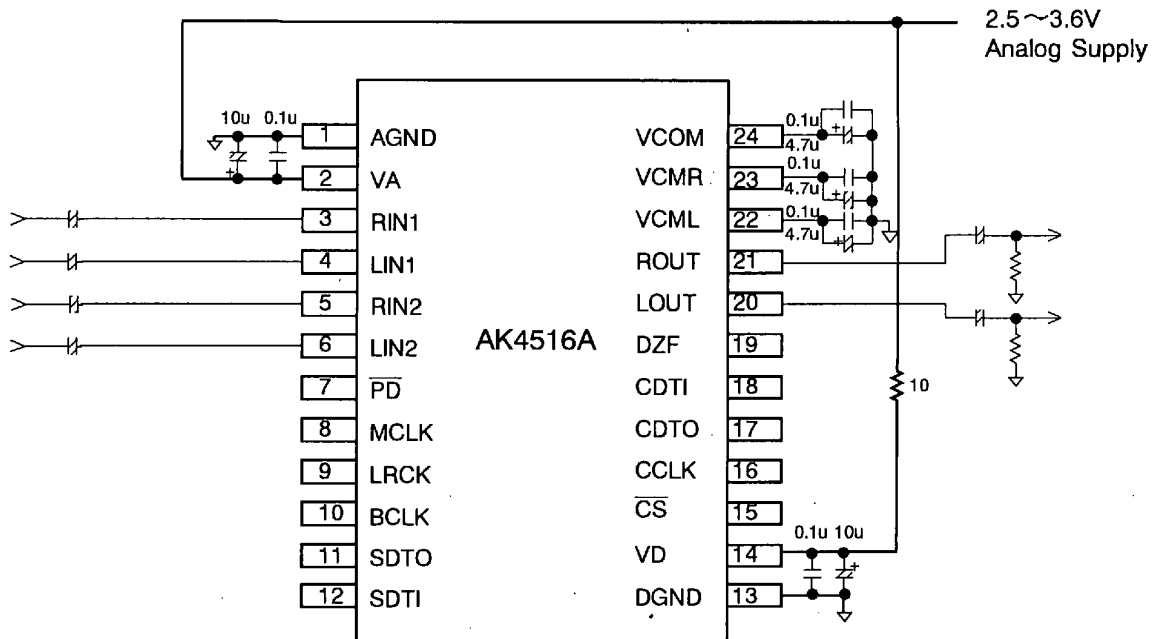 2.5~3.6V
Analog Supply
10u 0.1u
1 AGND
2 VA
3 RIN1
4 LIN1
5 RIN2
6 LIN2
7 PD
8 MCLK
9 LRCK
10 BCLK
11 SDTO
12 SDTI
AK4516A
VCOM 24
VCMR 23
VCML 22
ROUT 21
LOUT 20
DZF 19
CDTI 18
CDTO 17
CCLK 16
CS 15
VD 14
DGND 13
0.1u
4.7u
0.1u
4.7u
0.1u
4.7u
10
0.1u 10u